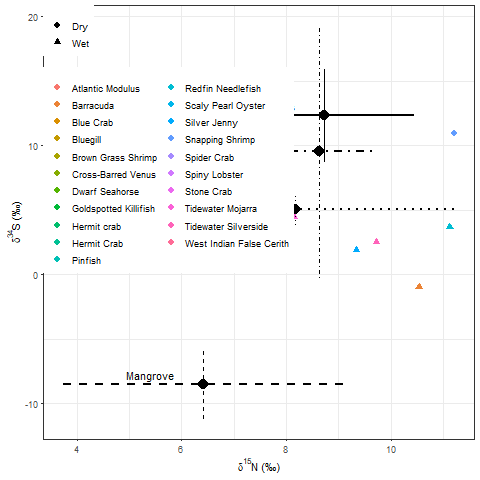 20
10
0
-10
δ34S (‰)
Dry
Wet
Atlantic Modulus
Barracuda
Blue Crab
Bluegill
Brown Grass Shrimp
Cross-Barred Venus
Dwarf Seahorse
Goldspotted Killifish
Hermit crab
Hermit Crab
Pinfish
Redfin Needlefish
Scaly Pearl Oyster
Silver Jenny
Snapping Shrimp
Spider Crab
Spiny Lobster
Stone Crab
Tidewater Mojarra
Tidewater Silverside
West Indian False Cerith
Mangrove
4 6 8 10
δ15N (‰)